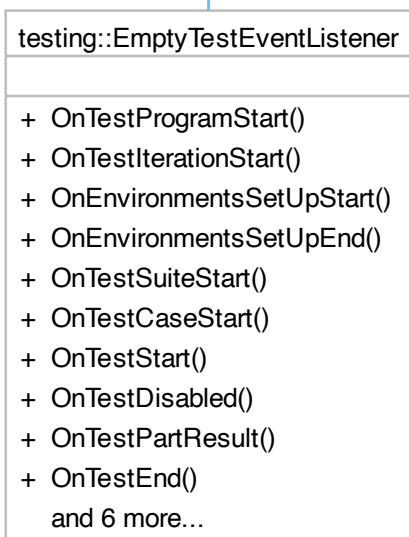 testing::EmptyTestEventListener
+ OnTestProgramStart()
+ OnTestIterationStart()
+ OnEnvironmentsSetUpStart()
+ OnEnvironmentsSetUpEnd()
+ OnTestSuiteStart()
+ OnTestCaseStart()
+ OnTestStart()
+ OnTestDisabled()
+ OnTestPartResult()
+ OnTestEnd()
and 6 more...